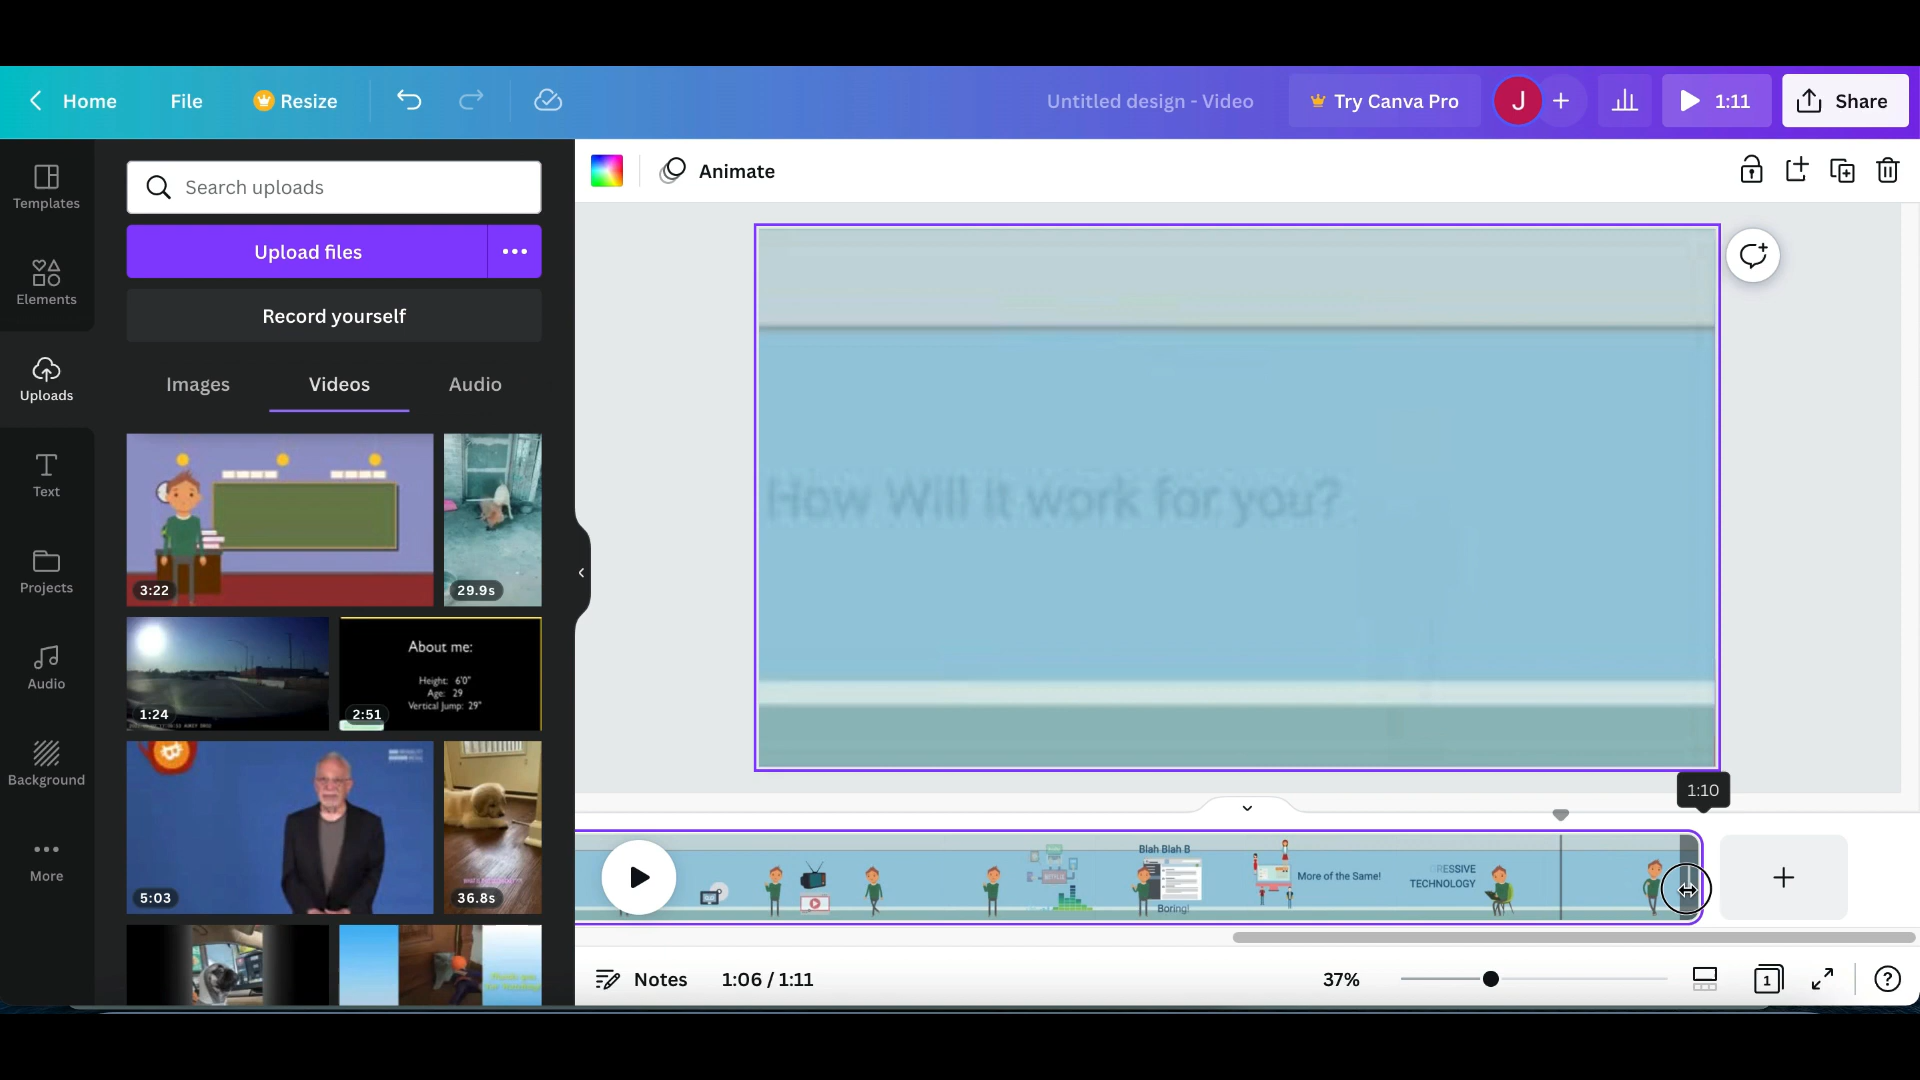 Home
File
Resize
Untitled design - Video
Try Canva Pro
J
1:11
Share
Templates
Elements
Uploads
Text
Projects
Audio
Background
More
Search uploads
Upload files
Record yourself
Images
Videos
Audio
3:22
29.9s
1:24
About me:
Height: 6'0"
Age: 29
Vertical Jump: 29"
2:51
5:03
36.8s
Animate
How Will it work for you?
1:10
Blah Blah B
Boring!
More of the Same!
RESSIVE
TECHNOLOGY
Notes
1:06 / 1:11
37%
1